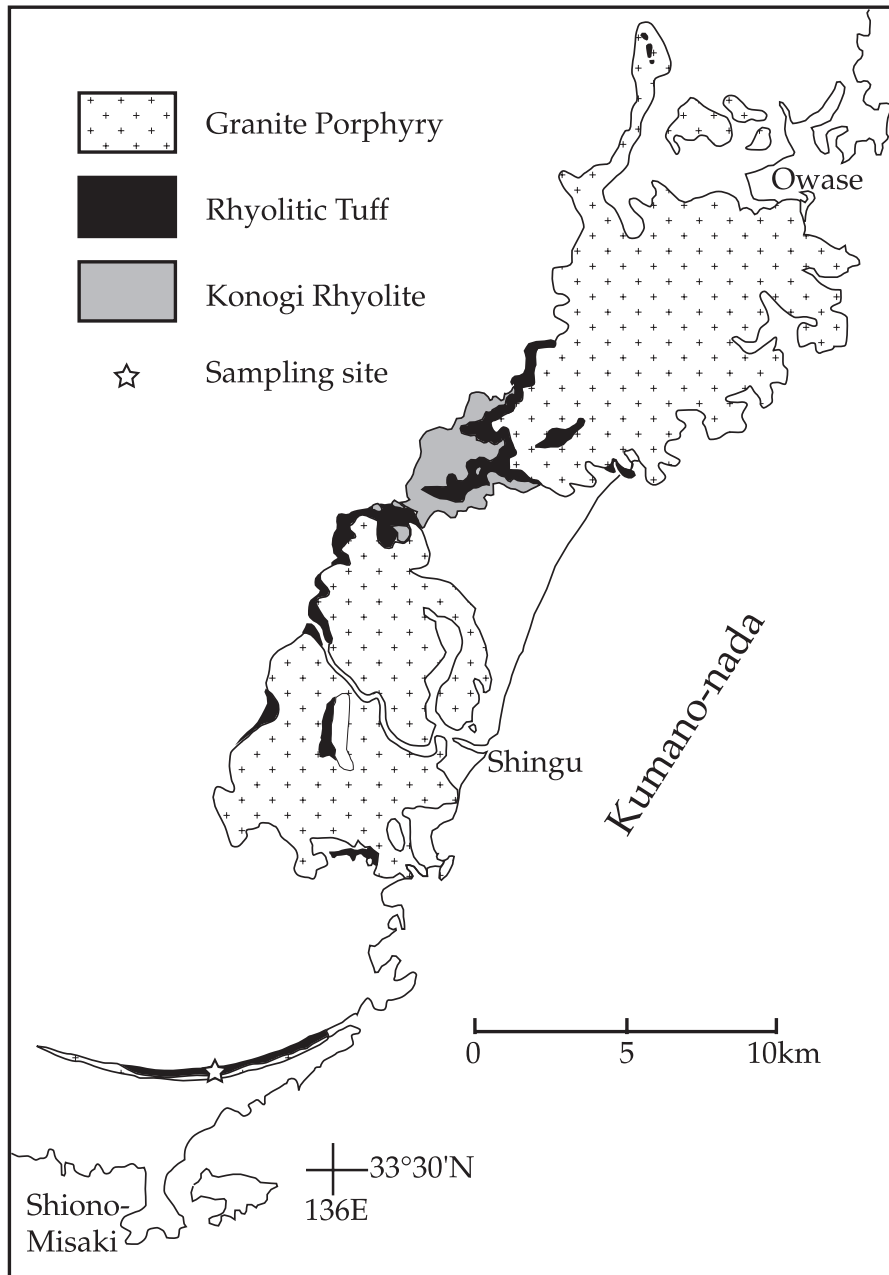 Granite Porphyry
Rhyolitic Tuff
Konogi Rhyolite
Sampling site
Owase
Kumano-nada
Shingu
0 5 10km
33°30'N
136E
Shiono-
Misaki